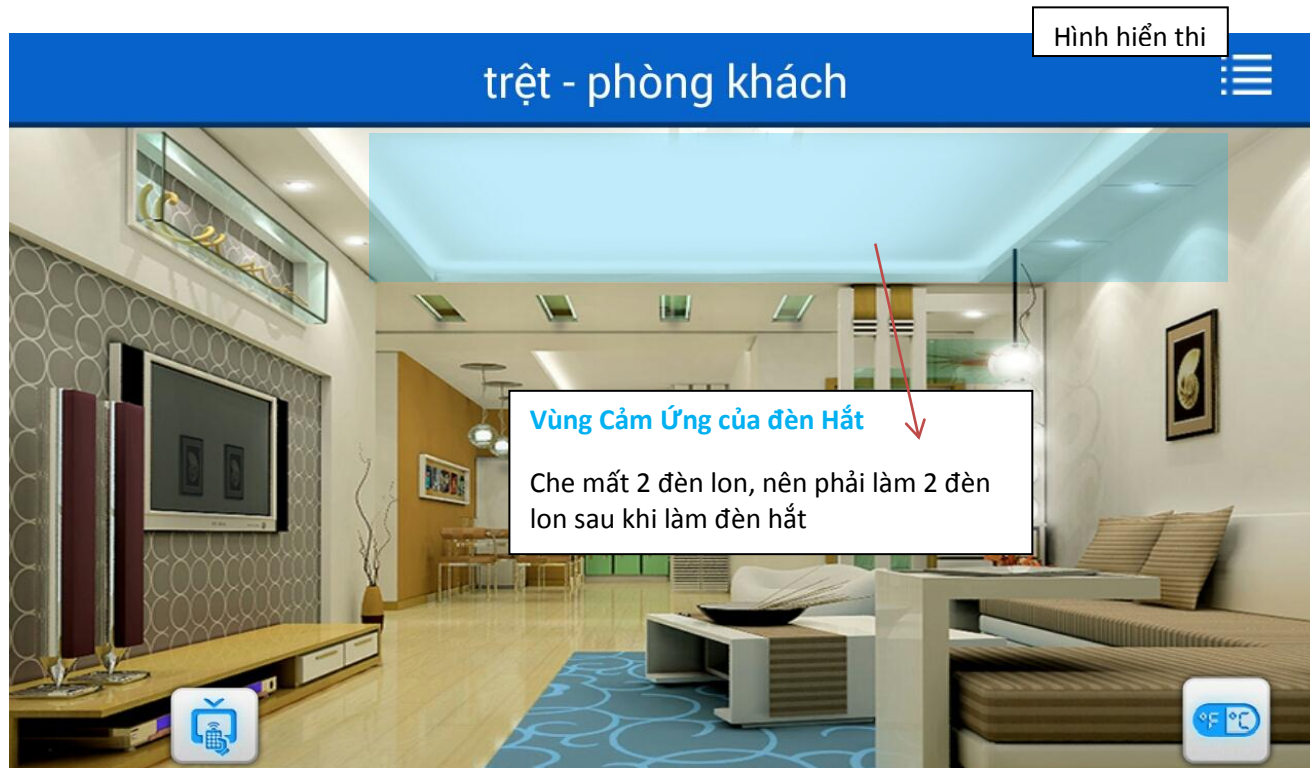 Hình hiển thi
trệt - phòng khách
Vùng Cảm Ứng của đèn Hắt
Che mất 2 đèn lon, nên phải làm 2 đèn
lon sau khi làm đèn hắt
°F °C